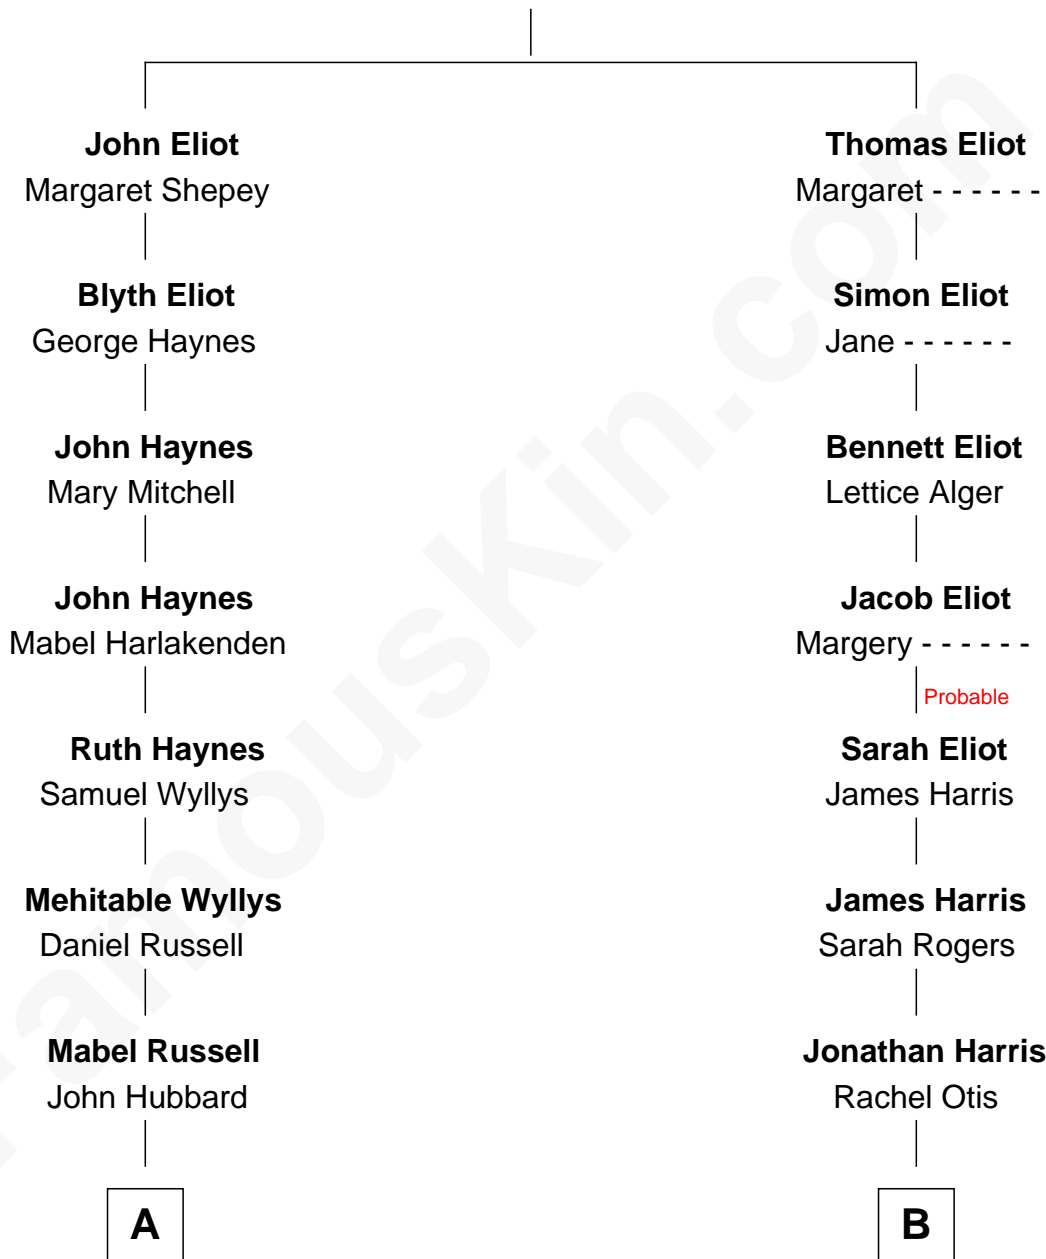 John Eliot
Margaret Shepey
Blyth Eliot
George Haynes
John Haynes
Mary Mitchell
John Haynes
Mabel Harlakenden
Ruth Haynes
Samuel Wyllys
Mehitable Wyllys
Daniel Russell
Mabel Russell
John Hubbard
A
Thomas Eliot
Margaret - - - - - -
Simon Eliot
Jane - - - - - -
Bennett Eliot
Lettice Alger
Jacob Eliot
Margery - - - - - -
Probable
Sarah Eliot
James Harris
James Harris
Sarah Rogers
Jonathan Harris
Rachel Otis
B
FamousKin.com